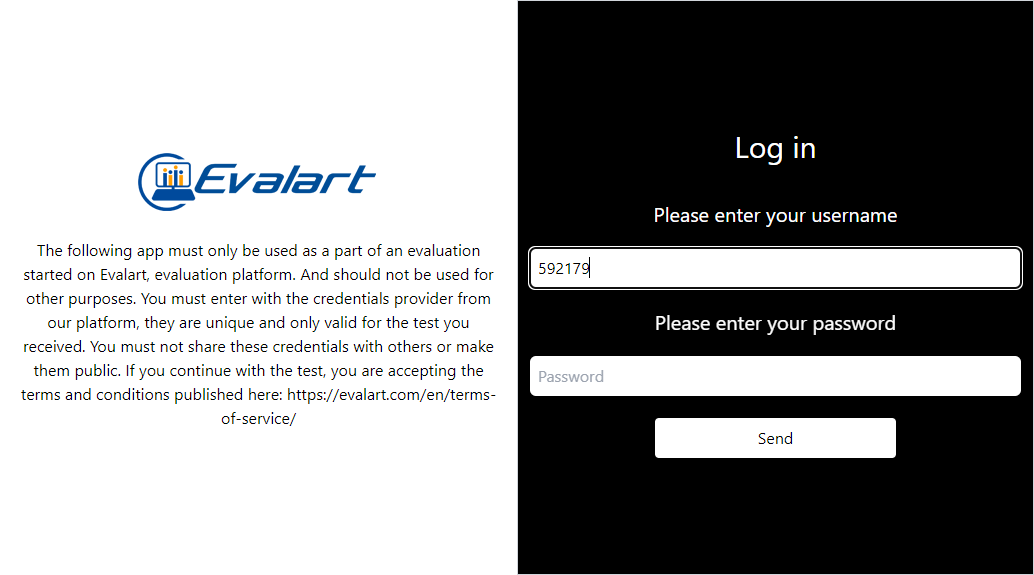 Evalart
The following app must only be used as a part of an evaluation
started on Evalart, evaluation platform. And should not be used for
other purposes. You must enter with the credentials provider from
our platform, they are unique and only valid for the test you
received. You must not share these credentials with others or make
them public. If you continue with the test, you are accepting the
terms and conditions published here: https://evalart.com/en/terms-
of-service/
Log in
Please enter your username
592179
Please enter your password
Password
Send